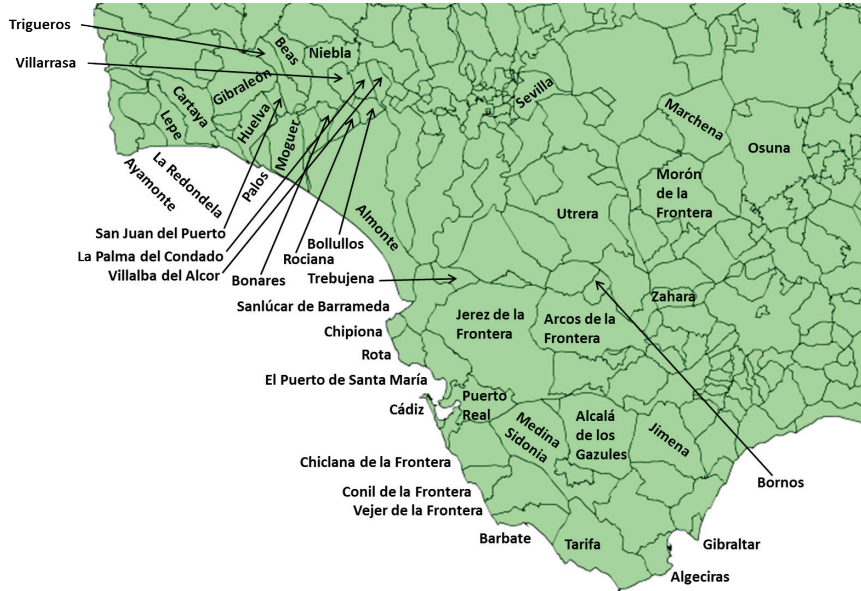 Trigueros
Beas
Niebla
Villarrasa
Gibraleón
Cartaya
Lepe
Huelva
Moguer
Palos
La Redondela
Ayamonte
Sevilla
Marchena
Osuna
Morón
de la
Frontera
Utrera
Almonte
San Juan del Puerto
La Palma del Condado
Villalba del Alcor
Bonares
Rociana
Bollullos
Trebujena
Sanlúcar de Barrameda
Chipiona
Rota
Jerez de la
Frontera
Arcos de la
Frontera
Zahara
El Puerto de Santa María
Cádiz
Puerto
Real
Medina
Sidonia
Alcalá
de los
Gazules
Jimena
Bornos
Chiclana de la Frontera
Conil de la Frontera
Vejer de la Frontera
Barbate
Tarifa
Gibraltar
Algeciras